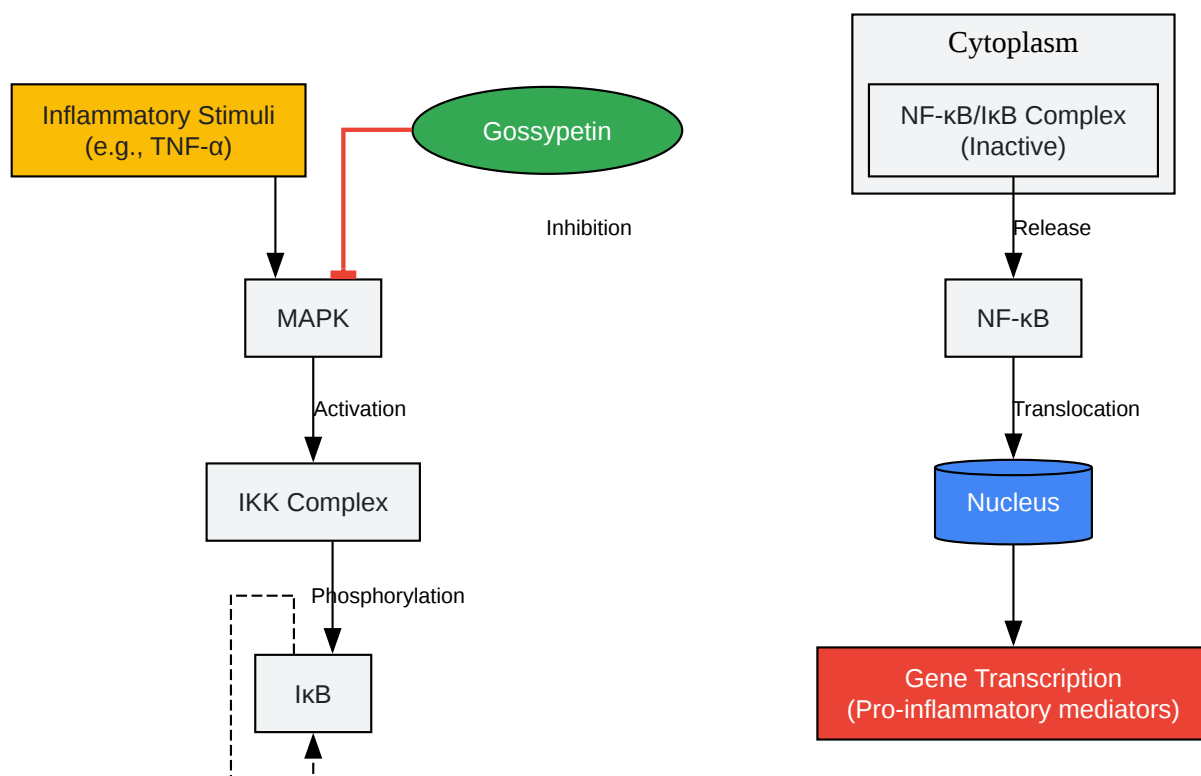 Cytoplasm
Inflammatory Stimuli
(e.g., TNF-α)
Gossypetin
NF-κB/IκB Complex
(Inactive)
Inhibition
Release
MAPK
NF-κB
Activation
Translocation
IKK Complex
Nucleus
Phosphorylation
IκB
Gene Transcription
(Pro-inflammatory mediators)